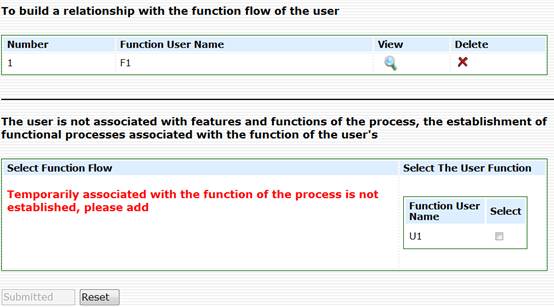 To build a relationship with the function flow of the user
Number Function User Name View Delete
1 F1
The user is not associated with features and functions of the process, the establishment of
functional processes associated with the function of the user's
Select Function Flow Select The User Function
Temporarily associated with the function of the process is not
established, please add
Function User
Name Select
U1
Submitted Reset